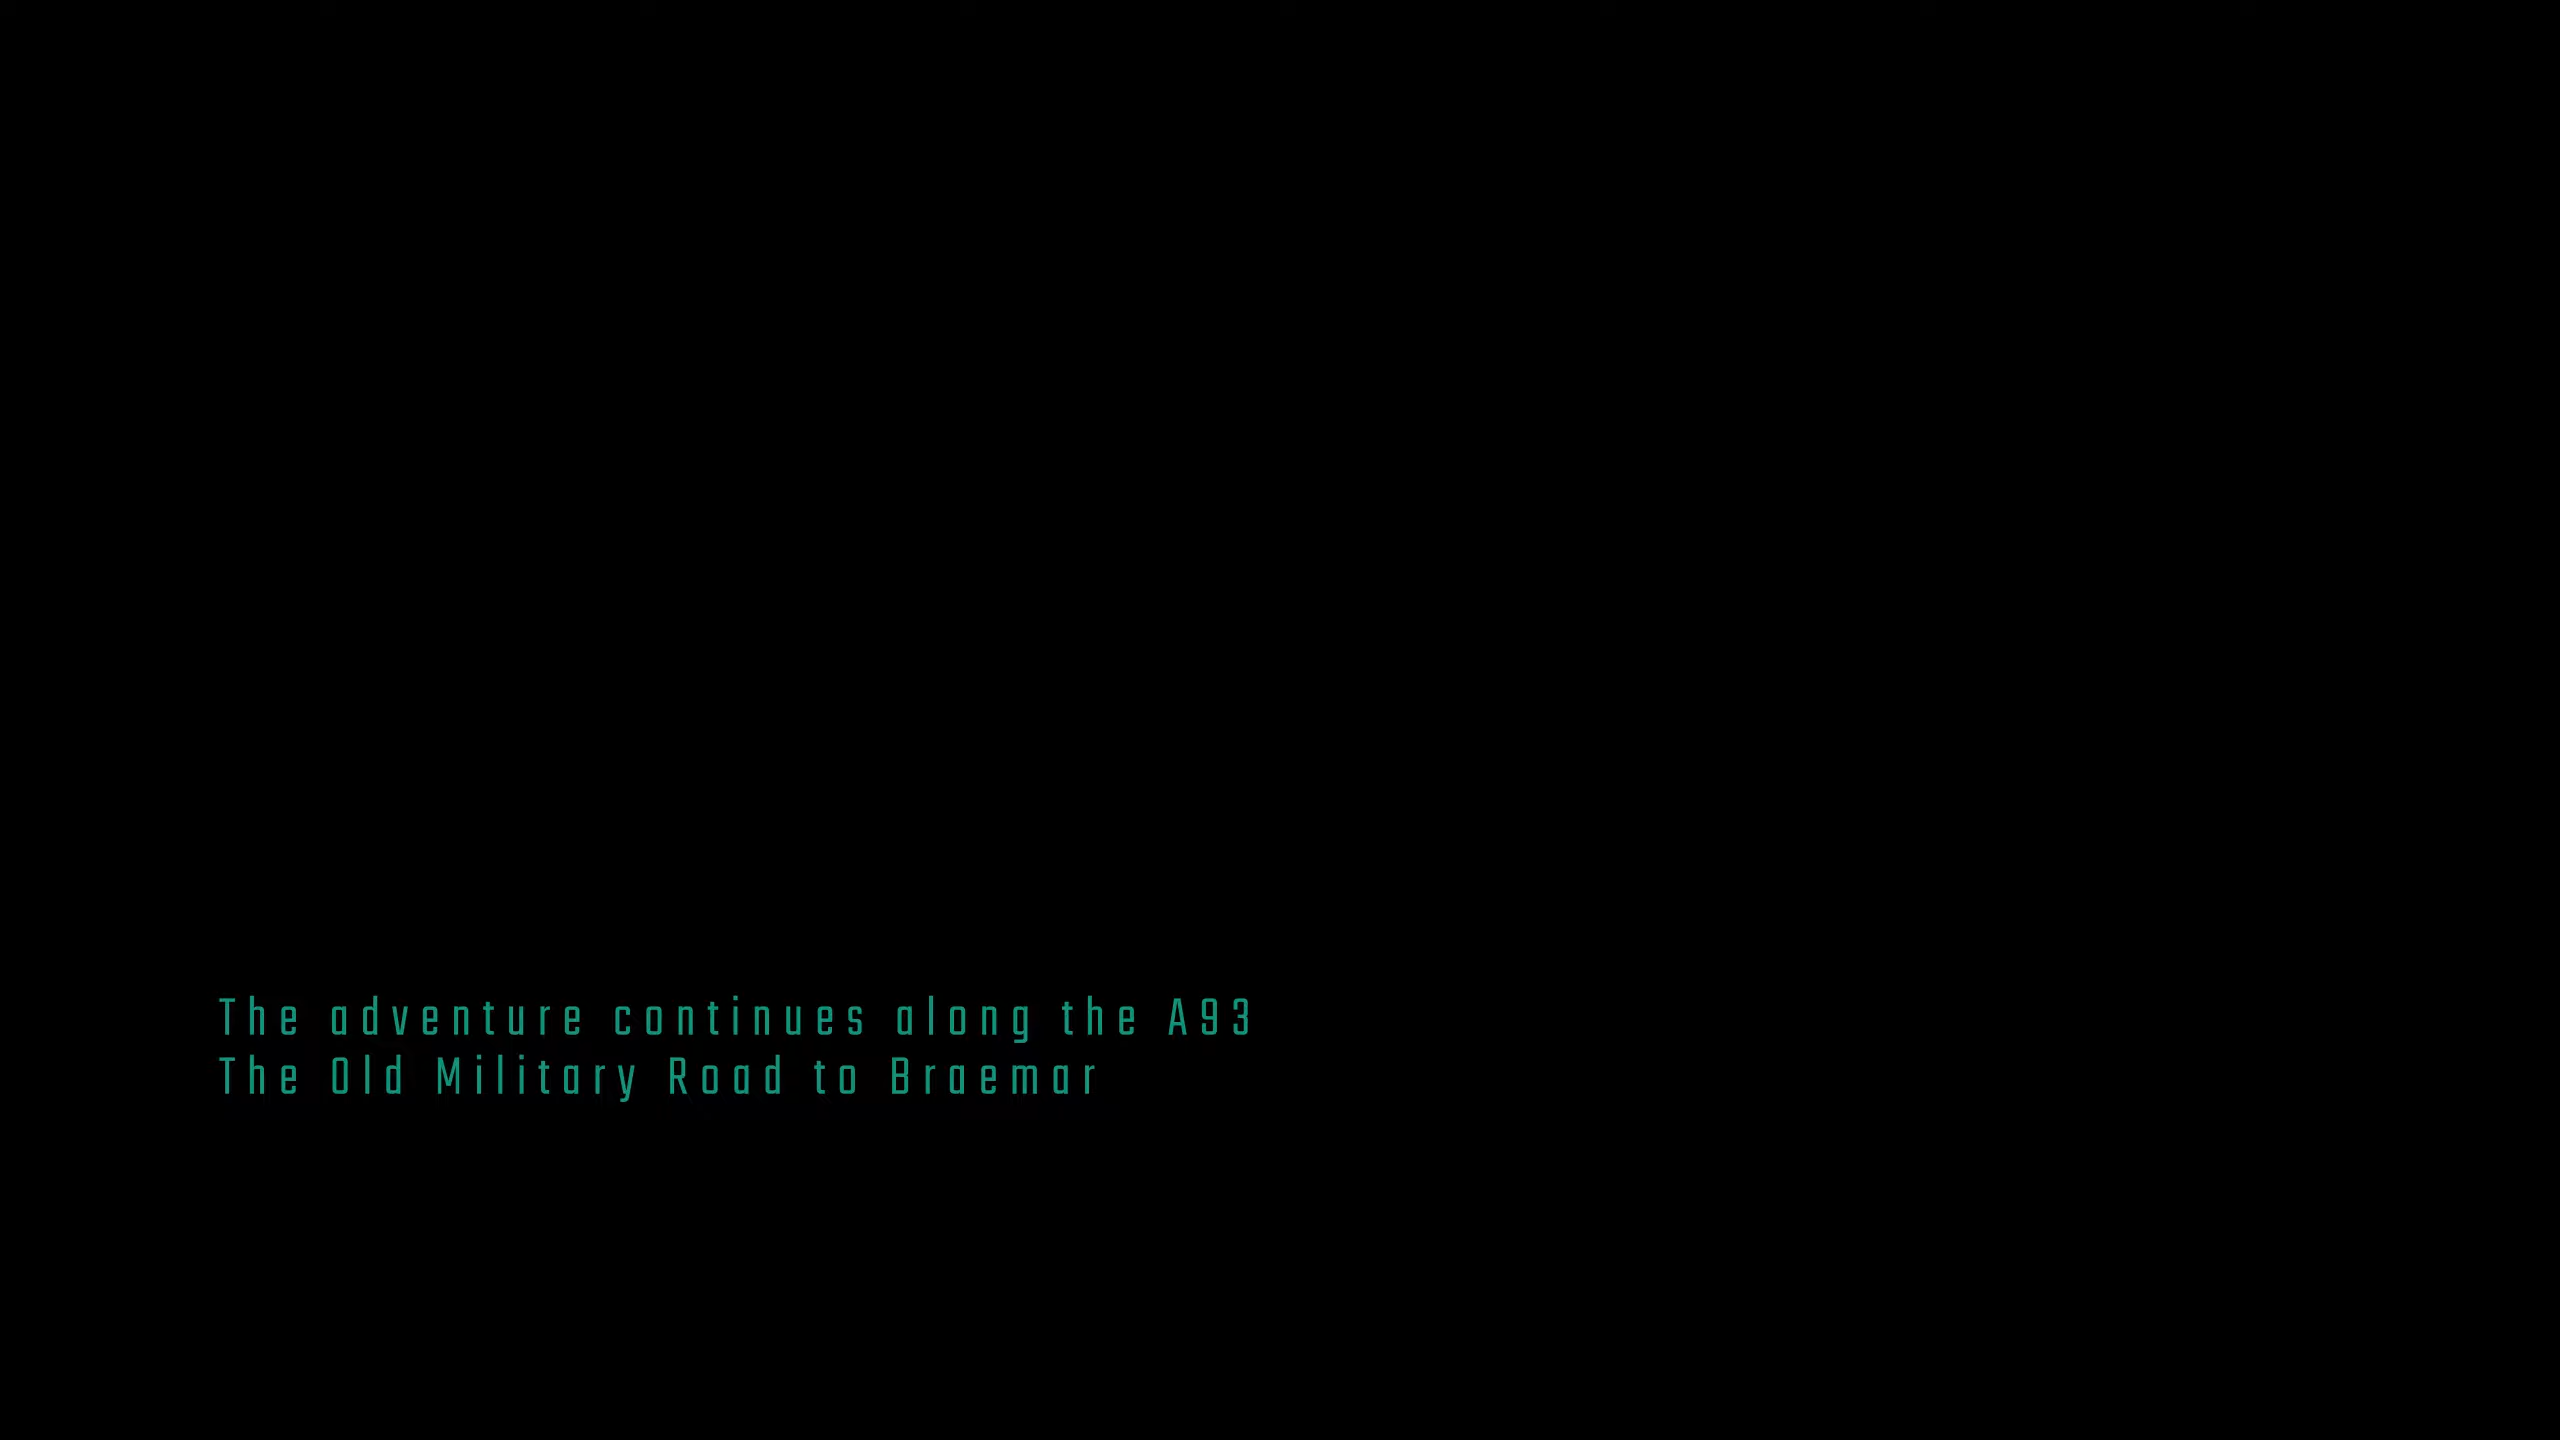 The adventure continues along the A93
The Old Military Road to Braemar